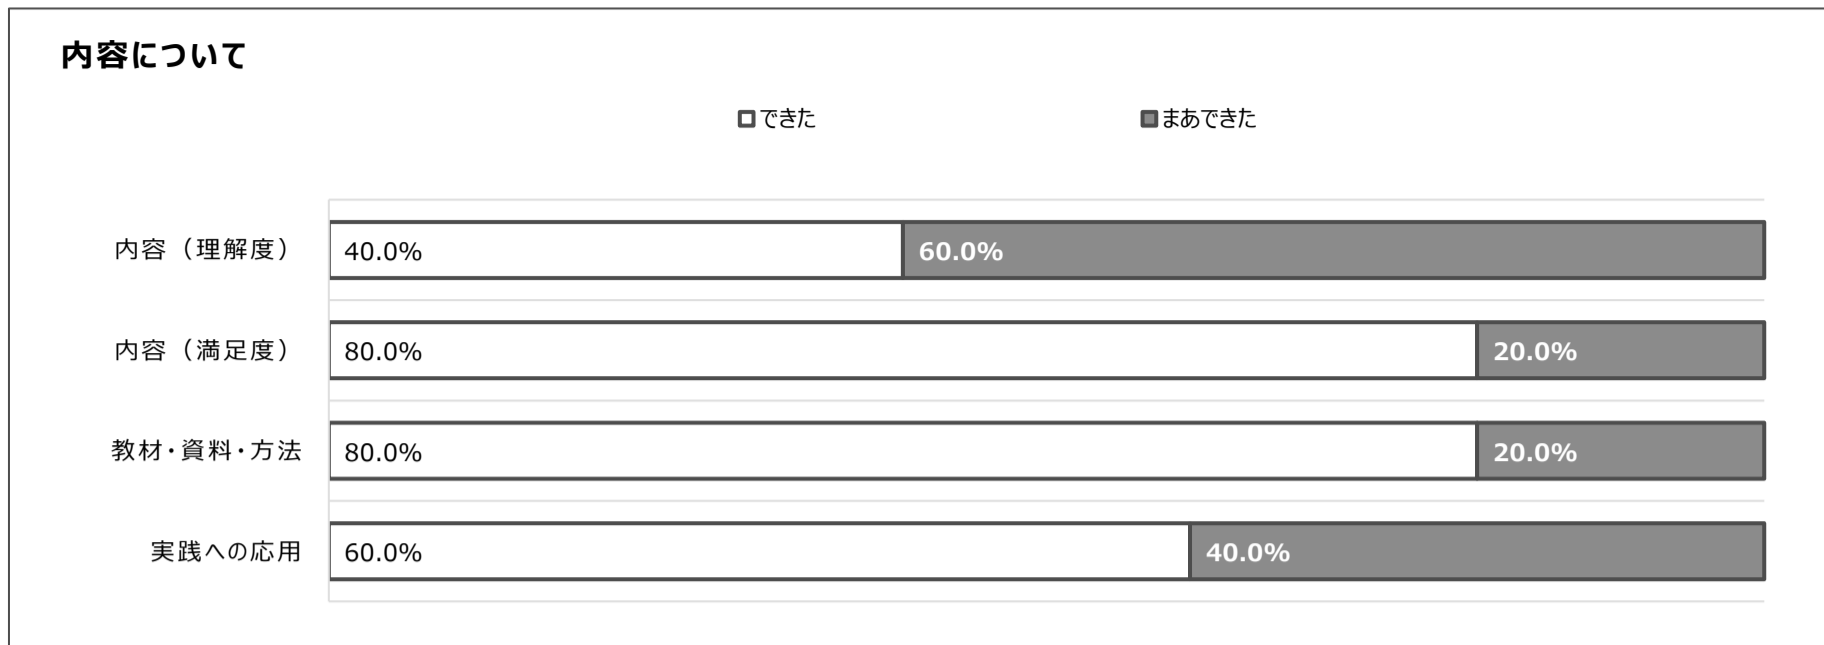 内容について
できた まあできた
内容（理解度） 40.0% 60.0%
内容（満足度） 80.0% 20.0%
教材・資料・方法 80.0% 20.0%
実践への応用 60.0% 40.0%